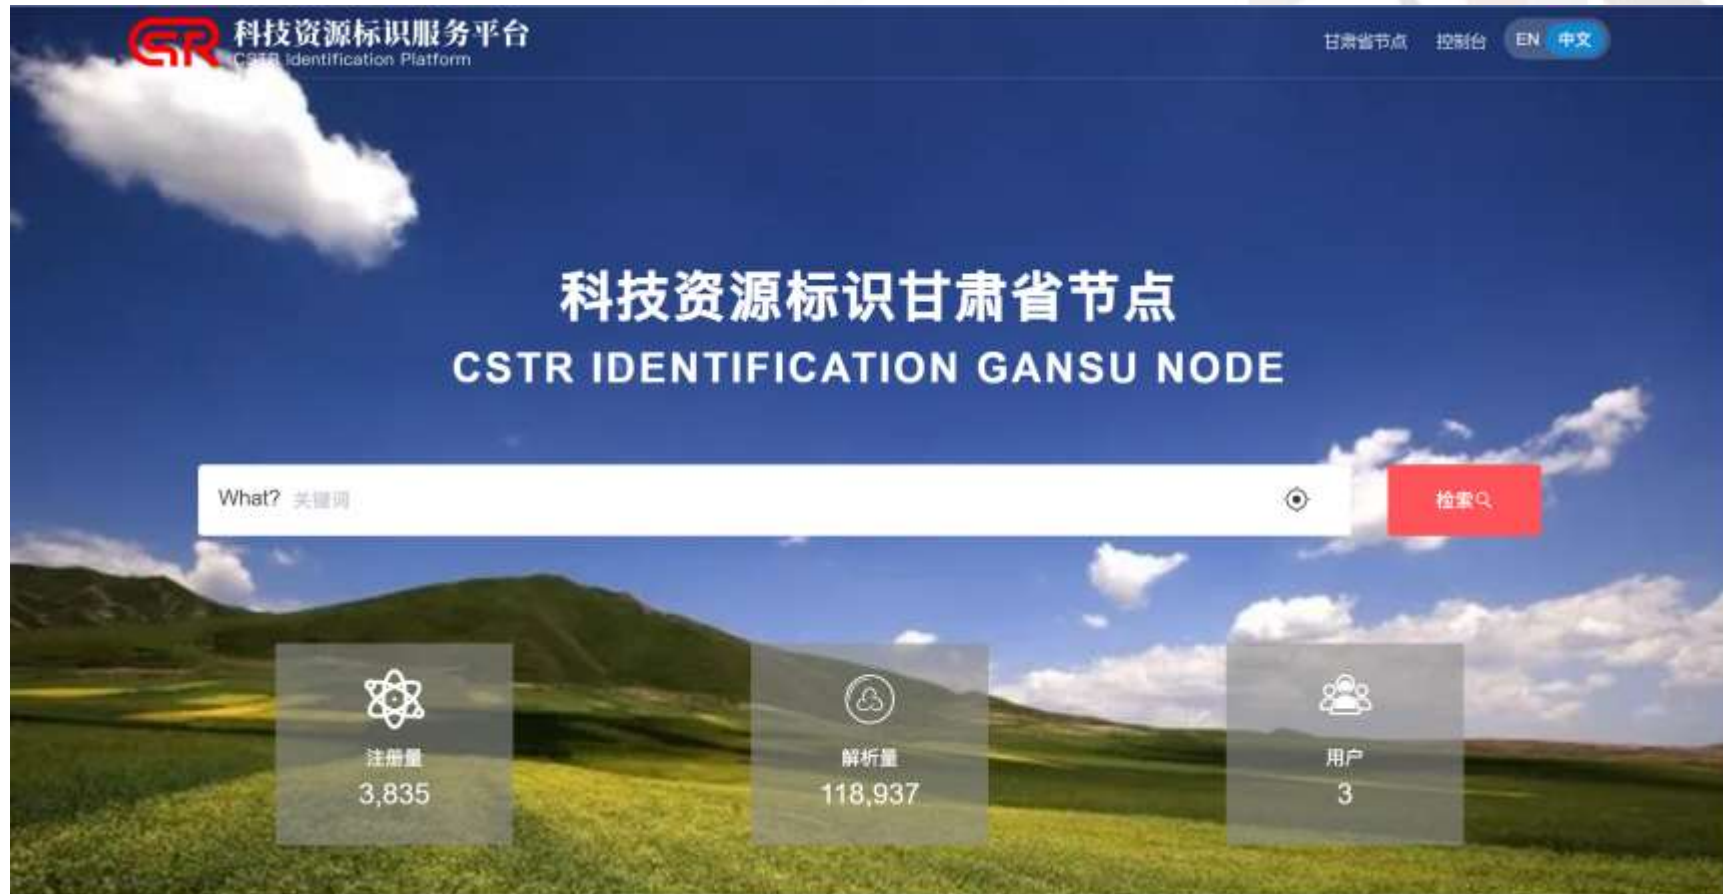 科技资源标识服务平台
CSTR Identification Platform
甘肃省节点 控制台 EN 中文
科技资源标识甘肃省节点
CSTR IDENTIFICATION GANSU NODE
What? 关键词
检索
注册量
3,835
解析量
118,937
用户
3